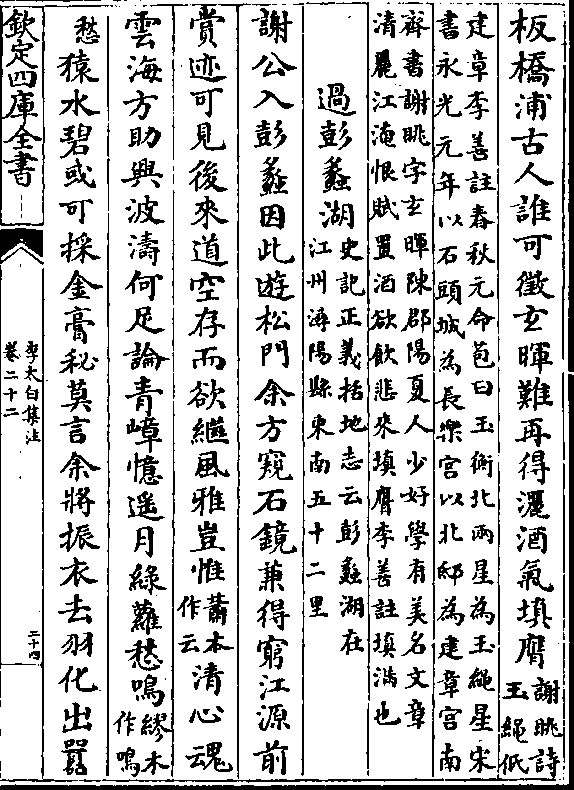 板橋浦古人誰可徵玄暉難再得灑酒氣填膺謝眺詩
玉繩低
建章李善註春秋元命苞曰玉衡北兩星為玉繩星宋
書永光元年以石頭城為長樂宮以北邸為建章宮南
齊書謝眺字玄暉陳郡陽夏人少好學有美名文章
清麗江淹恨賦置酒欲飲悲來填膺李善註填滿也
過彭蠡湖史記正義括地志云彭蠡湖在
江州潯陽縣東南五十二里
謝公入彭蠡因此遊松門余方窺石鏡兼得窮江源前
賞迹可見後來道空存而欲繼風雅豈惟蕭本作云清心魂
雲海方助興波濤何足論青嶂憶遥月綠蘿愁鳴繆本作鳴
愁猿水碧或可採金膏秘莫言余將振衣去羽化出囂
欽定四庫全書
李太白集注
卷二十二
二十四